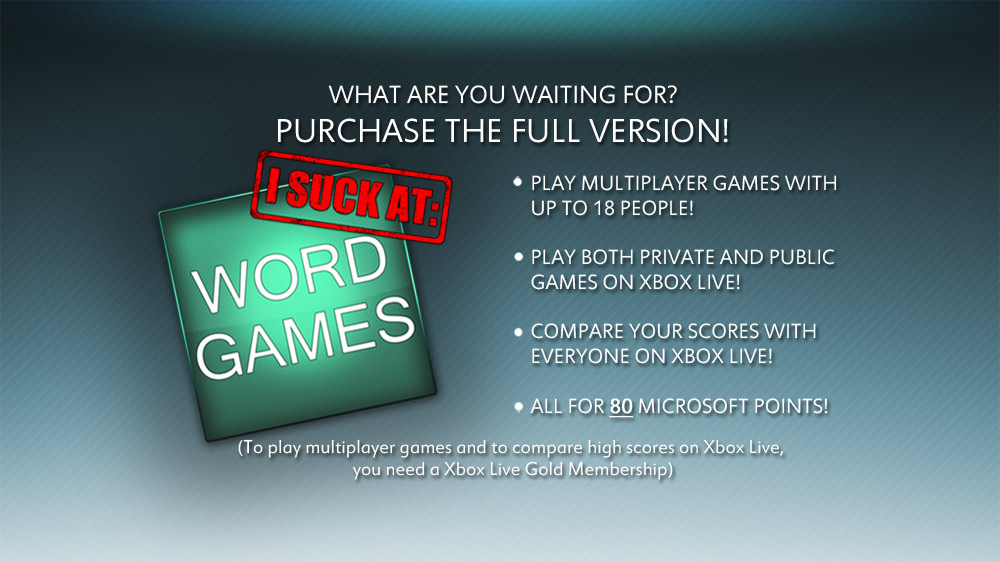 WHAT ARE YOU WAITING FOR?
PURCHASE THE FULL VERSION!
I SUCK AT:
WORD
GAMES
• PLAY MULTIPLAYER GAMES WITH
UP TO 18 PEOPLE!
• PLAY BOTH PRIVATE AND PUBLIC
GAMES ON XBOX LIVE!
• COMPARE YOUR SCORES WITH
EVERYONE ON XBOX LIVE!
• ALL FOR 80 MICROSOFT POINTS!
(To play multiplayer games and to compare high scores on Xbox Live,
you need a Xbox Live Gold Membership)